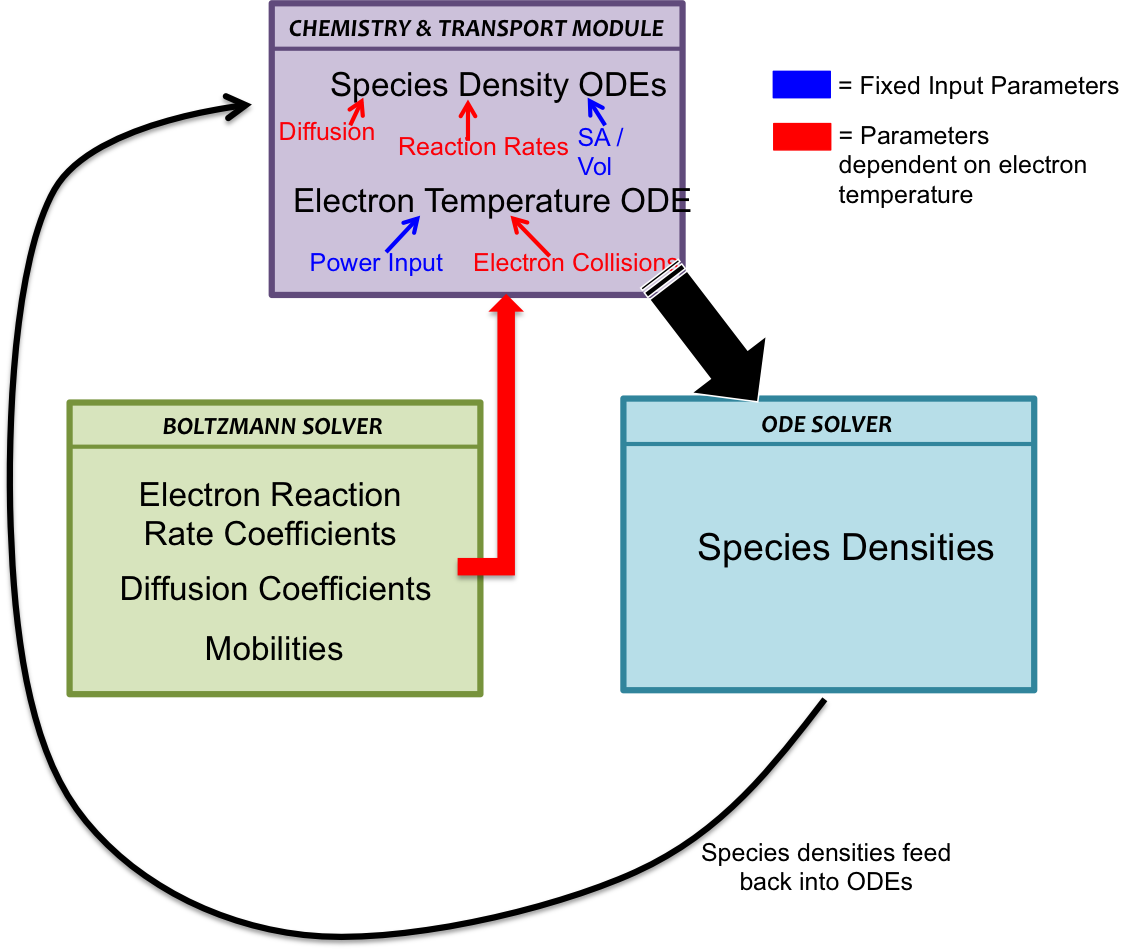 CHEMISTRY & TRANSPORT MODULE
Species Density ODEs
Diffusion
Reaction Rates
SA /
Vol
Electron Temperature ODE
Power Input
Electron Collisions
= Fixed Input Parameters
= Parameters
dependent on electron
temperature
BOLTZMANN SOLVER
Electron Reaction
Rate Coefficients
Diffusion Coefficients
Mobilities
ODE SOLVER
Species Densities
Species densities feed
back into ODEs